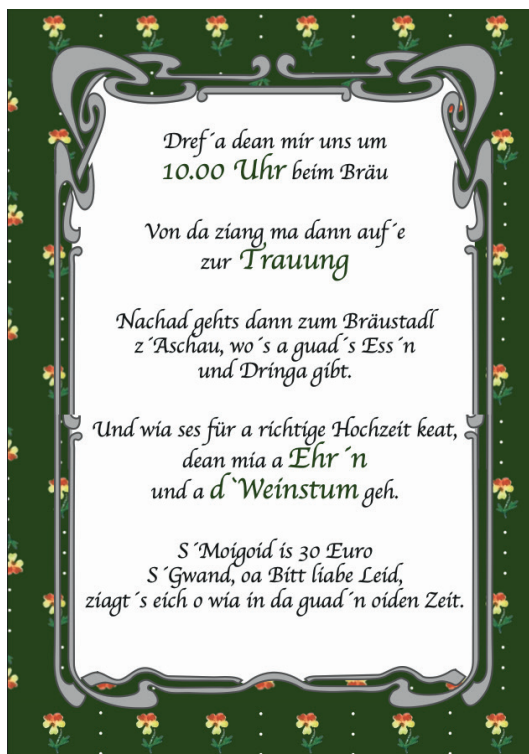 Dref´a dean mir uns um
10.00 Uhr beim Bräu
Von da ziang ma dann auf´e
zur Trauung
Nachad gehts dann zum Bräustadl
z´Aschau, wo´s a guad´s Ess´n
und Dringa gibt.
Und wia ses für a richtige Hochzeit keat,
dean mia a Ehr´n
und a d`Weinstum geh.
S´Moigoid is 30 Euro
S´Gwand, oa Bitt liabe Leid,
ziagt´s eich o wia in da guad´n oiden Zeit.